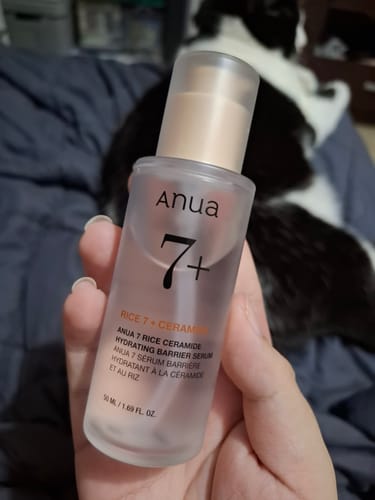 Anua
7+
RICE 7 + CERAMIDE
ANUA 7 RICE CERAMIDE
HYDRATING BARRIER SERUM
ANUA 7 SÉRUM BARRIÈRE
HYDRATANT À LA CÉRAMIDE
ET AU RIZ
50 ML / 1.69 FL. OZ.